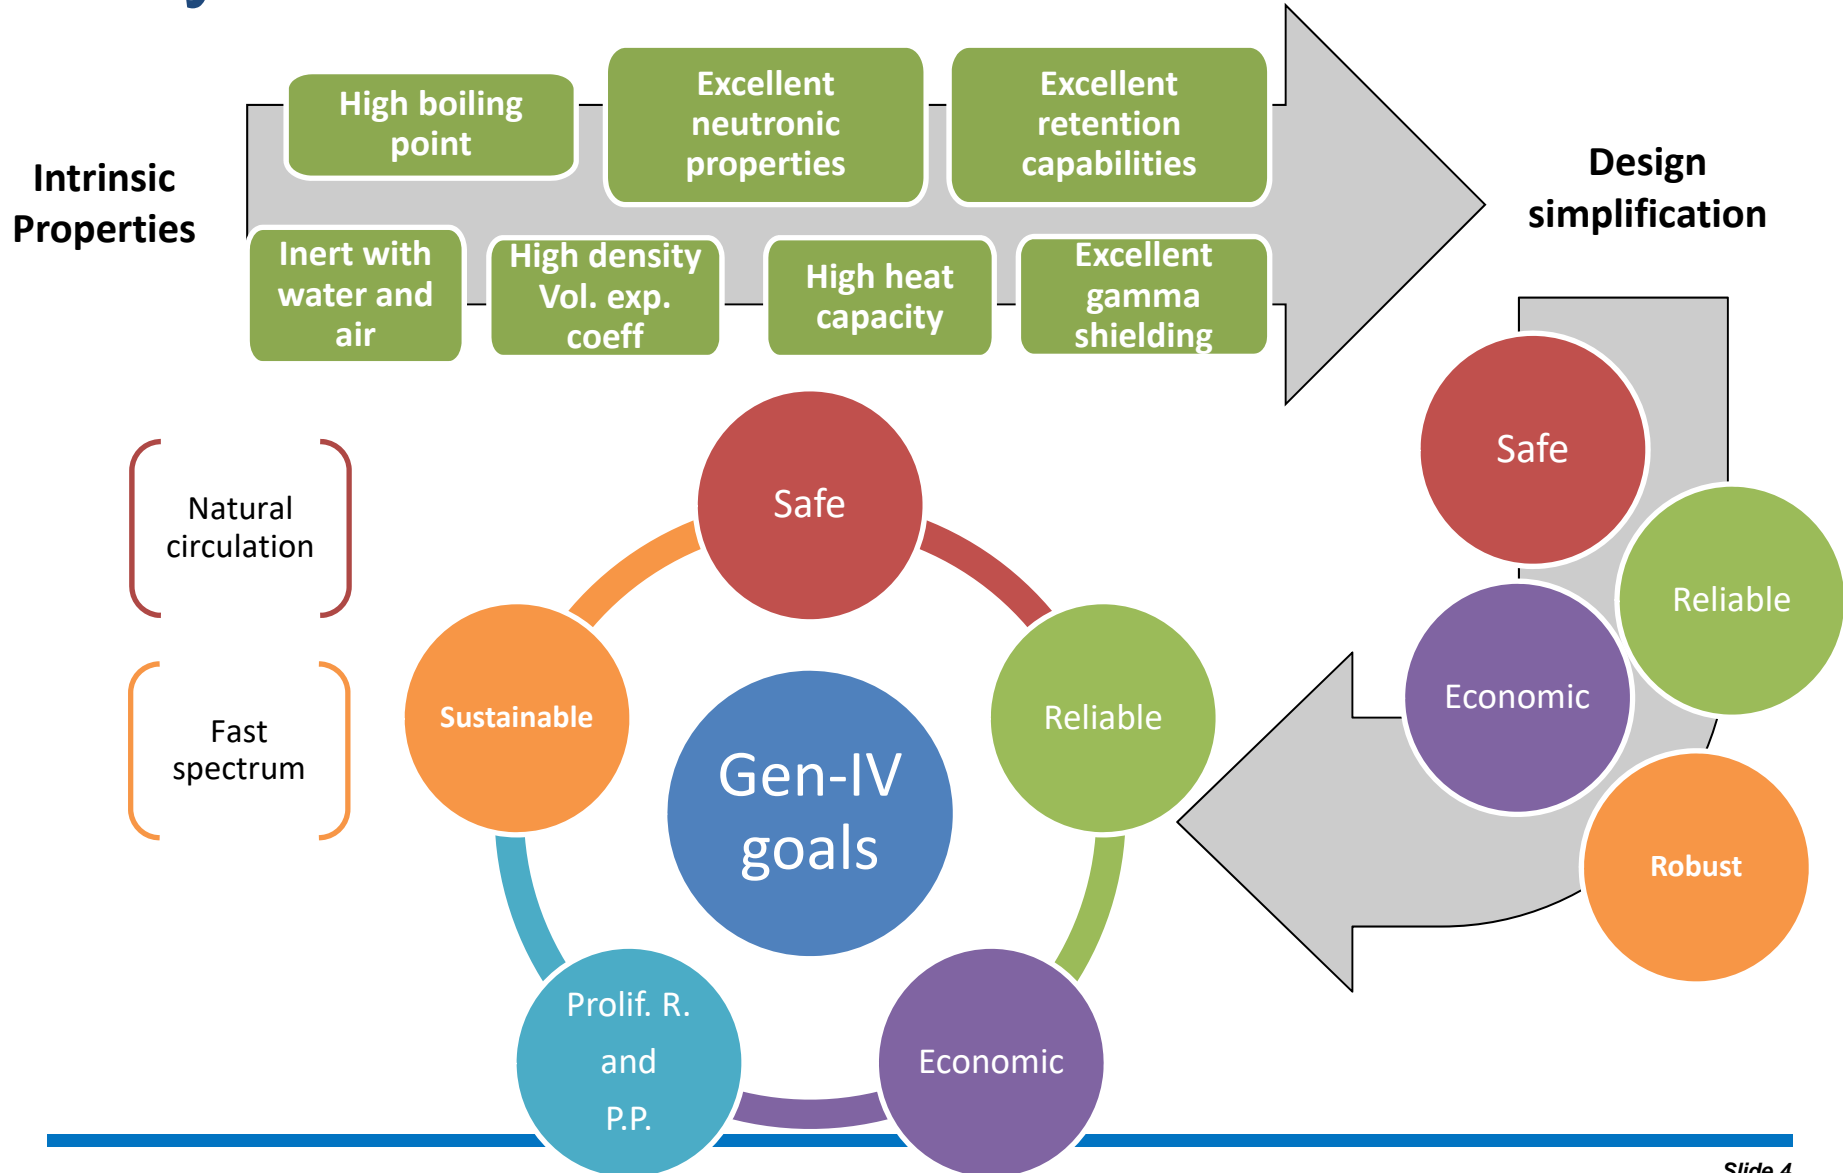 Intrinsic
Properties
High boiling
point
Excellent
neutronic
properties
Excellent
retention
capabilities
Inert with
water and
air
High density
Vol. exp.
coeff
High heat
capacity
Excellent
gamma
shielding
Design
simplification
Safe
Reliable
Economic
Robust
Natural
circulation
Fast
spectrum
Safe
Sustainable
Reliable
Gen-IV
goals
Prolif. R.
and
P.P.
Economic
Slide 4